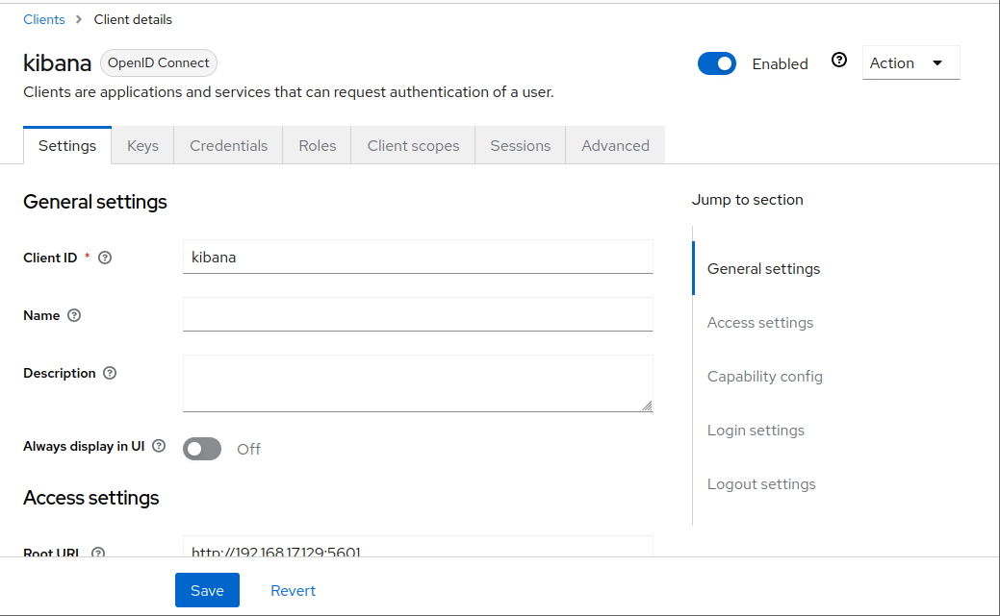 Clients > Client details
kibana OpenID Connect Enabled Action
Clients are applications and services that can request authentication of a user.
Settings Keys Credentials Roles Client scopes Sessions Advanced
General settings
Jump to section
Client ID * kibana
General settings
Name
Access settings
Description
Capability config
Always display in UI Off
Login settings
Logout settings
Access settings
Root URL http://192.168.17.129:5601
Save Revert